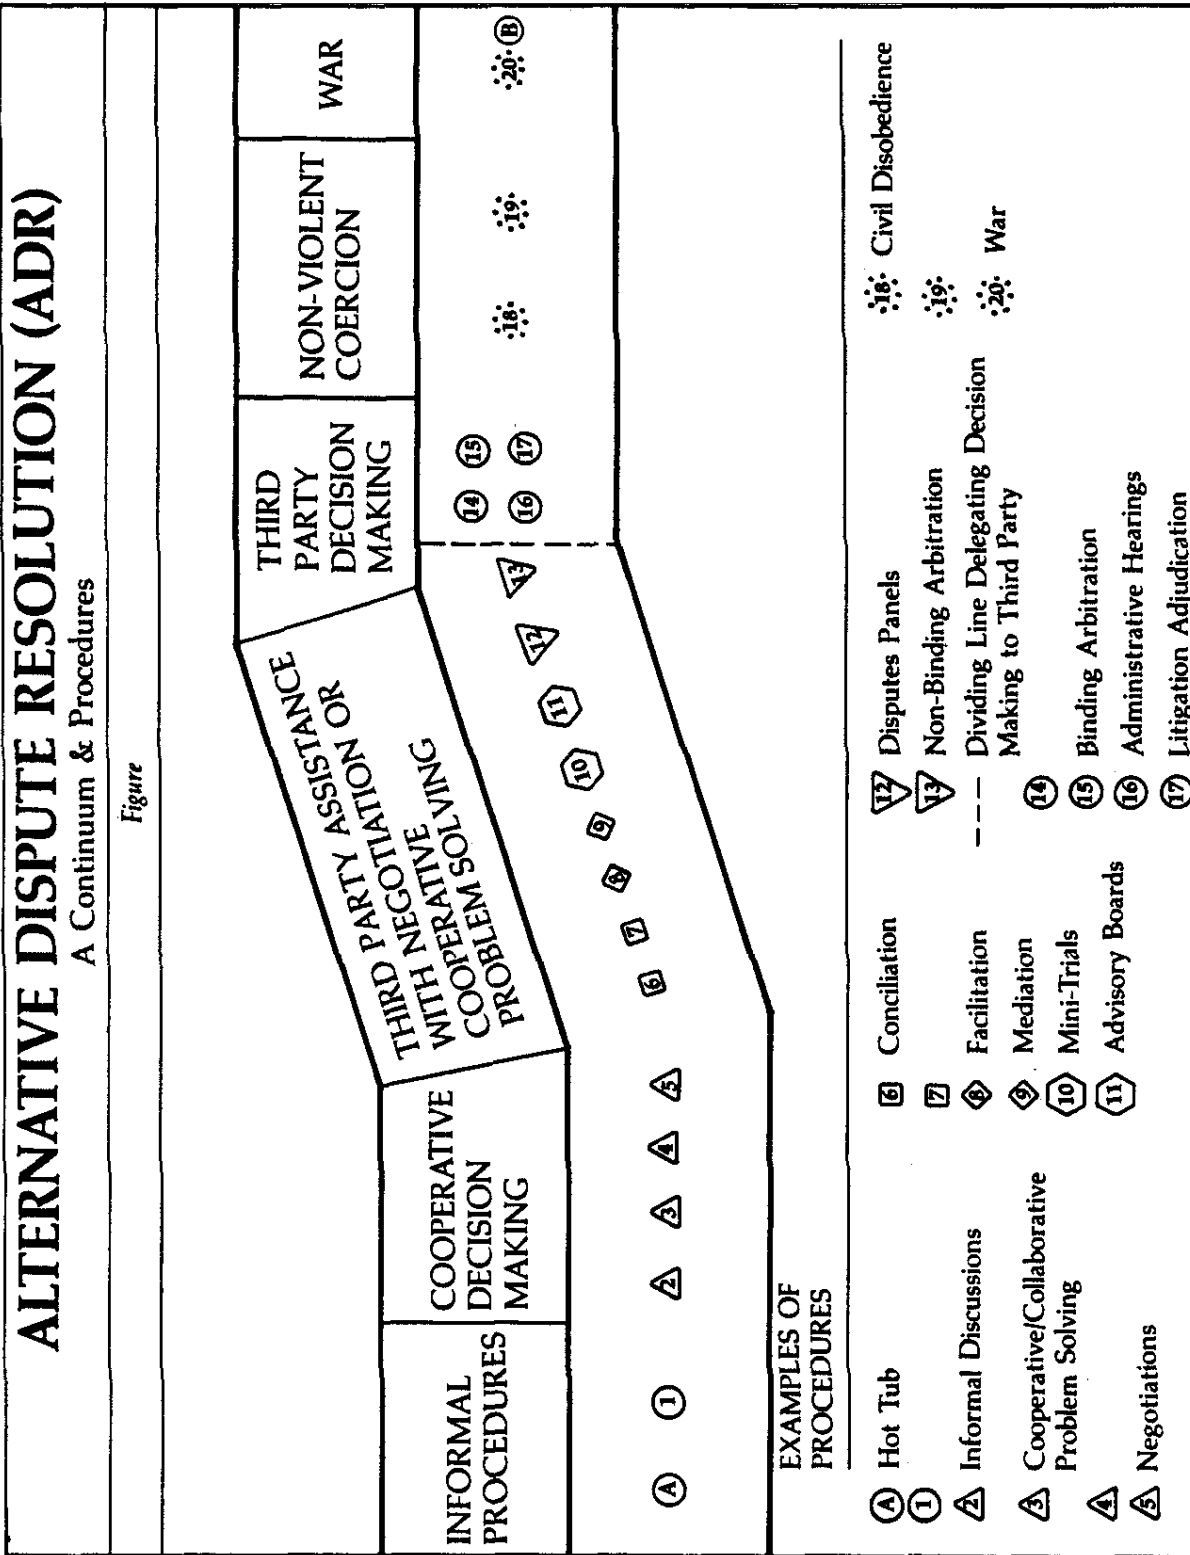 ALTERNATIVE DISPUTE RESOLUTION (ADR)
A Continuum & Procedures
Figure
INFORMAL
PROCEDURES
COOPERATIVE
DECISION
MAKING
THIRD PARTY ASSISTANCE
WITH NEGOTIATION OR
COOPERATIVE
PROBLEM SOLVING
THIRD
PARTY
DECISION
MAKING
NON-VIOLENT
COERCION
WAR
A 1 2 3 4 5 6 7 8 9 10 11 12 13 14 15 16 17 18 19 20 B
EXAMPLES OF
PROCEDURES
A Hot Tub
1
2 Informal Discussions
3 Cooperative/Collaborative
Problem Solving
4
5 Negotiations
6 Conciliation
7
8 Facilitation
9 Mediation
10 Mini-Trials
11 Advisory Boards
12 Disputes Panels
13 Non-Binding Arbitration
--- Dividing Line Delegating Decision
Making to Third Party
14
15 Binding Arbitration
16 Administrative Hearings
17 Litigation Adjudication
18 Civil Disobedience
19
20 War